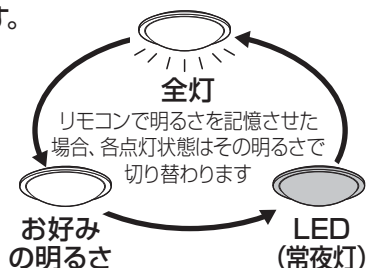 す。
全灯
リモコンで明るさを記憶させた
場合、各点灯状態はその明るさで
切り替わります
お好み
の明るさ
LED
(常夜灯)